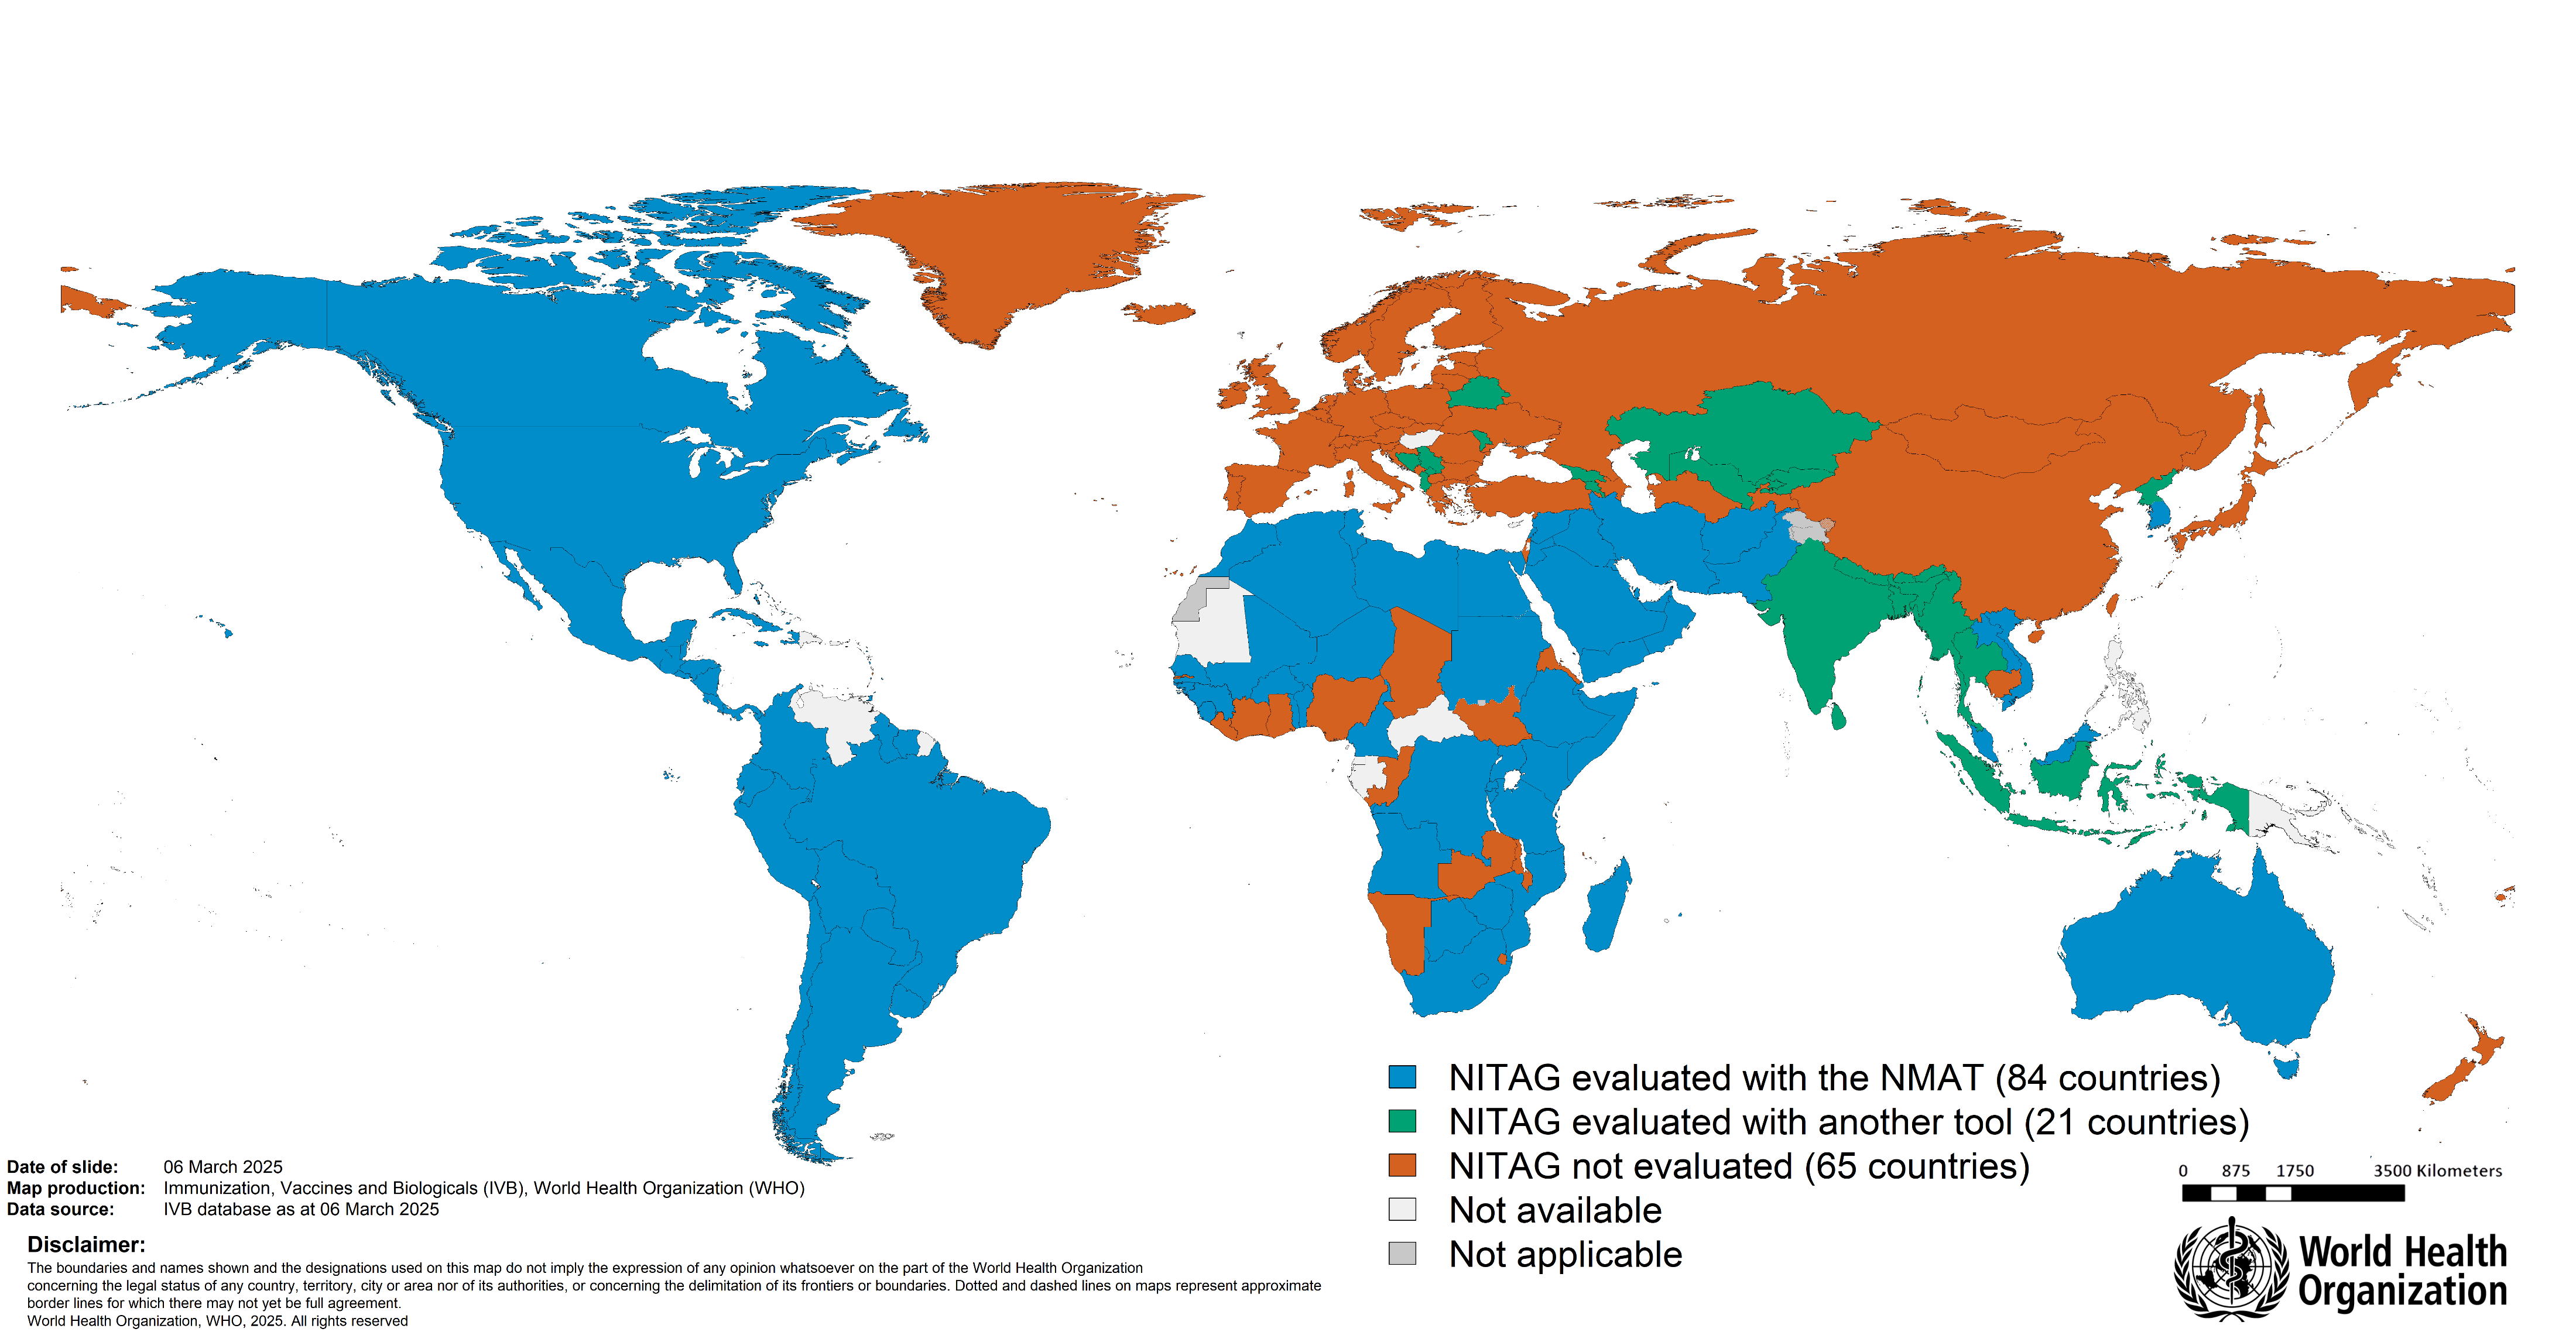 NITAG evaluated with the NMAT (84 countries)
NITAG evaluated with another tool (21 countries)
NITAG not evaluated (65 countries)
Not available
Not applicable
Date of slide: 06 March 2025
Map production: Immunization, Vaccines and Biologicals (IVB), World Health Organization (WHO)
Data source: IVB database as at 06 March 2025
Disclaimer:
The boundaries and names shown and the designations used on this map do not imply the expression of any opinion whatsoever on the part of the World Health Organization
concerning the legal status of any country, territory, city or area nor of its authorities, or concerning the delimitation of its frontiers or boundaries. Dotted and dashed lines on maps represent approximate
border lines for which there may not yet be full agreement.
World Health Organization, WHO, 2025. All rights reserved
0 875 1750 3500 Kilometers
World Health
Organization